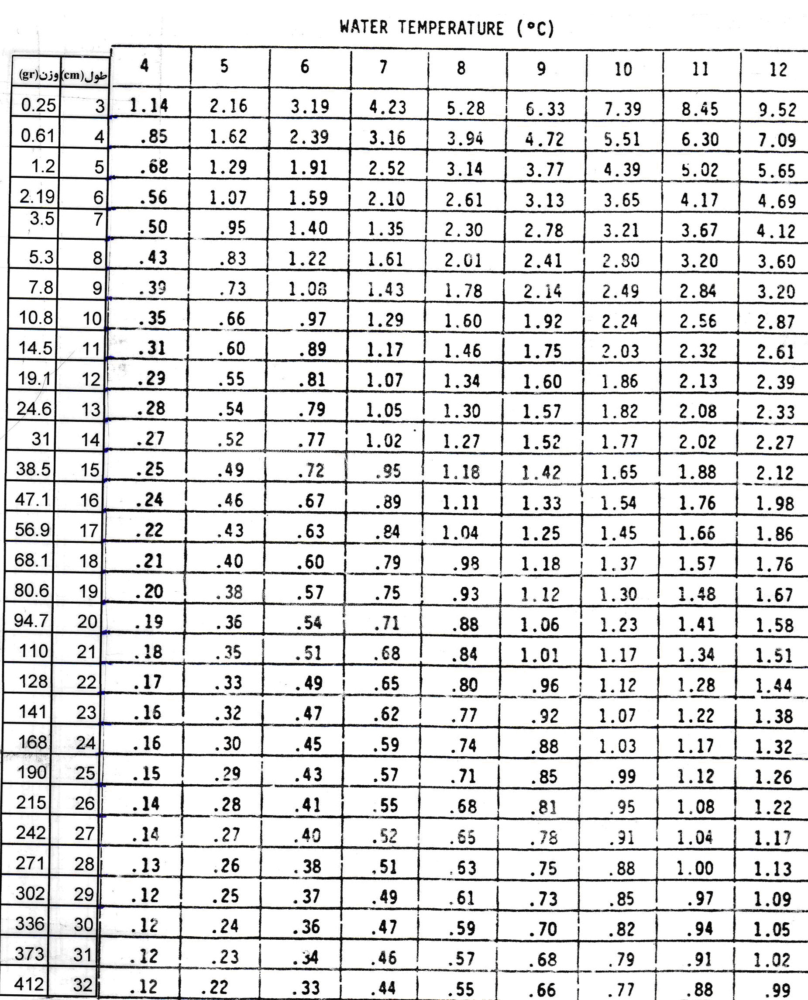 WATER TEMPERATURE (°C)
وزن(gr) طول(cm) 4 5 6 7 8 9 10 11 12
0.25 3 1.14 2.16 3.19 4.23 5.28 6.33 7.39 8.45 9.52
0.61 4 .85 1.62 2.39 3.16 3.94 4.72 5.51 6.30 7.09
1.2 5 .68 1.29 1.91 2.52 3.14 3.77 4.39 5.02 5.65
2.19 6 .56 1.07 1.59 2.10 2.61 3.13 3.65 4.17 4.69
3.5 7 .50 .95 1.40 1.35 2.30 2.78 3.21 3.67 4.12
5.3 8 .43 .83 1.22 1.61 2.01 2.41 2.80 3.20 3.60
7.8 9 .39 .73 1.08 1.43 1.78 2.14 2.49 2.84 3.20
10.8 10 .35 .66 .97 1.29 1.60 1.92 2.24 2.56 2.87
14.5 11 .31 .60 .89 1.17 1.46 1.75 2.03 2.32 2.61
19.1 12 .29 .55 .81 1.07 1.34 1.60 1.86 2.13 2.39
24.6 13 .28 .54 .79 1.05 1.30 1.57 1.82 2.08 2.33
31 14 .27 .52 .77 1.02 1.27 1.52 1.77 2.02 2.27
38.5 15 .25 .49 .72 .95 1.18 1.42 1.65 1.88 2.12
47.1 16 .24 .46 .67 .89 1.11 1.33 1.54 1.76 1.98
56.9 17 .22 .43 .63 .84 1.04 1.25 1.45 1.66 1.86
68.1 18 .21 .40 .60 .79 .98 1.18 1.37 1.57 1.76
80.6 19 .20 .38 .57 .75 .93 1.12 1.30 1.48 1.67
94.7 20 .19 .36 .54 .71 .88 1.06 1.23 1.41 1.58
110 21 .18 .35 .51 .68 .84 1.01 1.17 1.34 1.51
128 22 .17 .33 .49 .65 .80 .96 1.12 1.28 1.44
141 23 .16 .32 .47 .62 .77 .92 1.07 1.22 1.38
168 24 .16 .30 .45 .59 .74 .88 1.03 1.17 1.32
190 25 .15 .29 .43 .57 .71 .85 .99 1.12 1.26
215 26 .14 .28 .41 .55 .68 .81 .95 1.08 1.22
242 27 .14 .27 .40 .52 .65 .78 .91 1.04 1.17
271 28 .13 .26 .38 .51 .63 .75 .88 1.00 1.13
302 29 .12 .25 .37 .49 .61 .73 .85 .97 1.09
336 30 .12 .24 .36 .47 .59 .70 .82 .94 1.05
373 31 .12 .23 .34 .46 .57 .68 .79 .91 1.02
412 32 .12 .22 .33 .44 .55 .66 .77 .88 .99